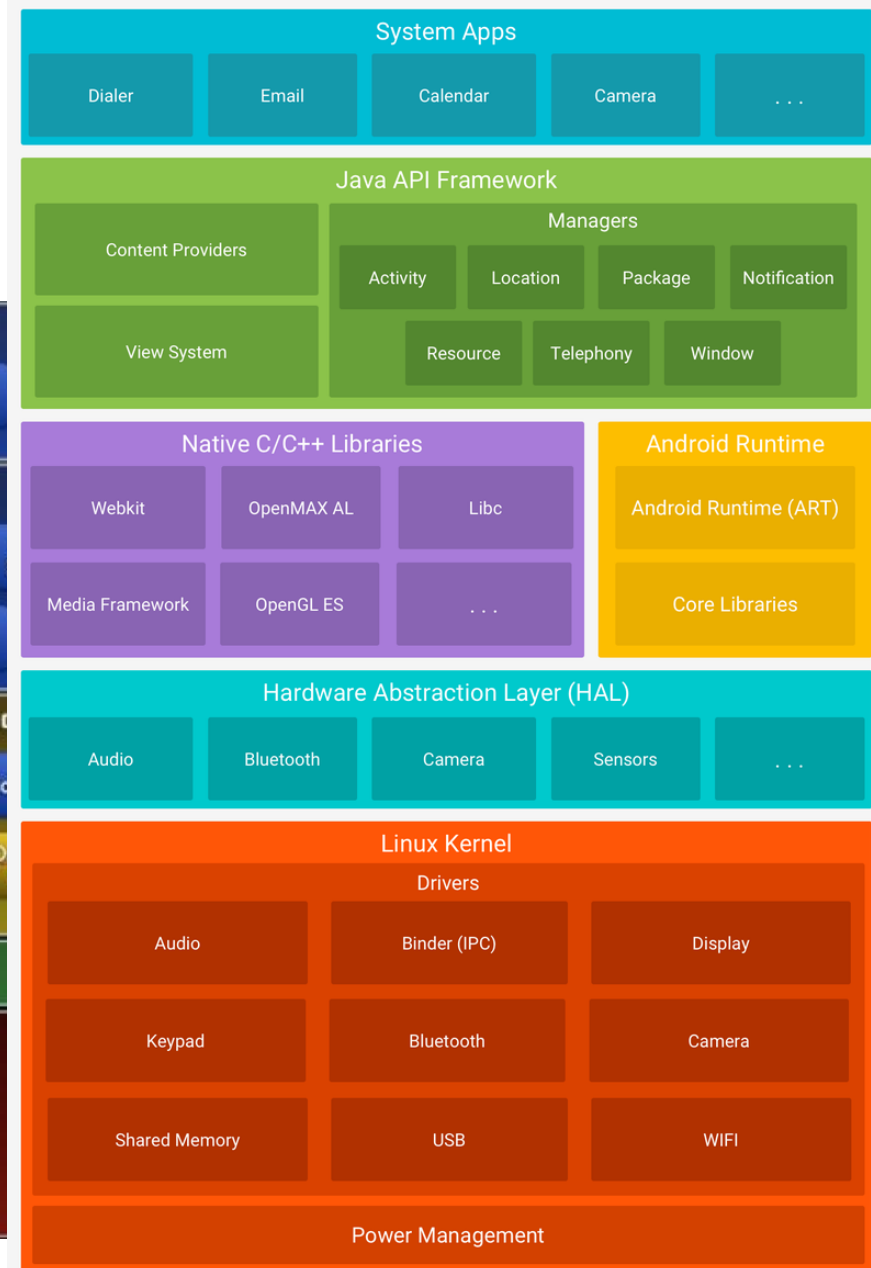 System Apps
Dialer Email Calendar Camera . . .
Java API Framework
Content Providers
View System
Managers
Activity Location Package Notification
Resource Telephony Window
Native C/C++ Libraries
Webkit OpenMAX AL Libc
Media Framework OpenGL ES . . .
Android Runtime
Android Runtime (ART)
Core Libraries
Hardware Abstraction Layer (HAL)
Audio Bluetooth Camera Sensors . . .
Linux Kernel
Drivers
Audio Binder (IPC) Display
Keypad Bluetooth Camera
Shared Memory USB WIFI
Power Management